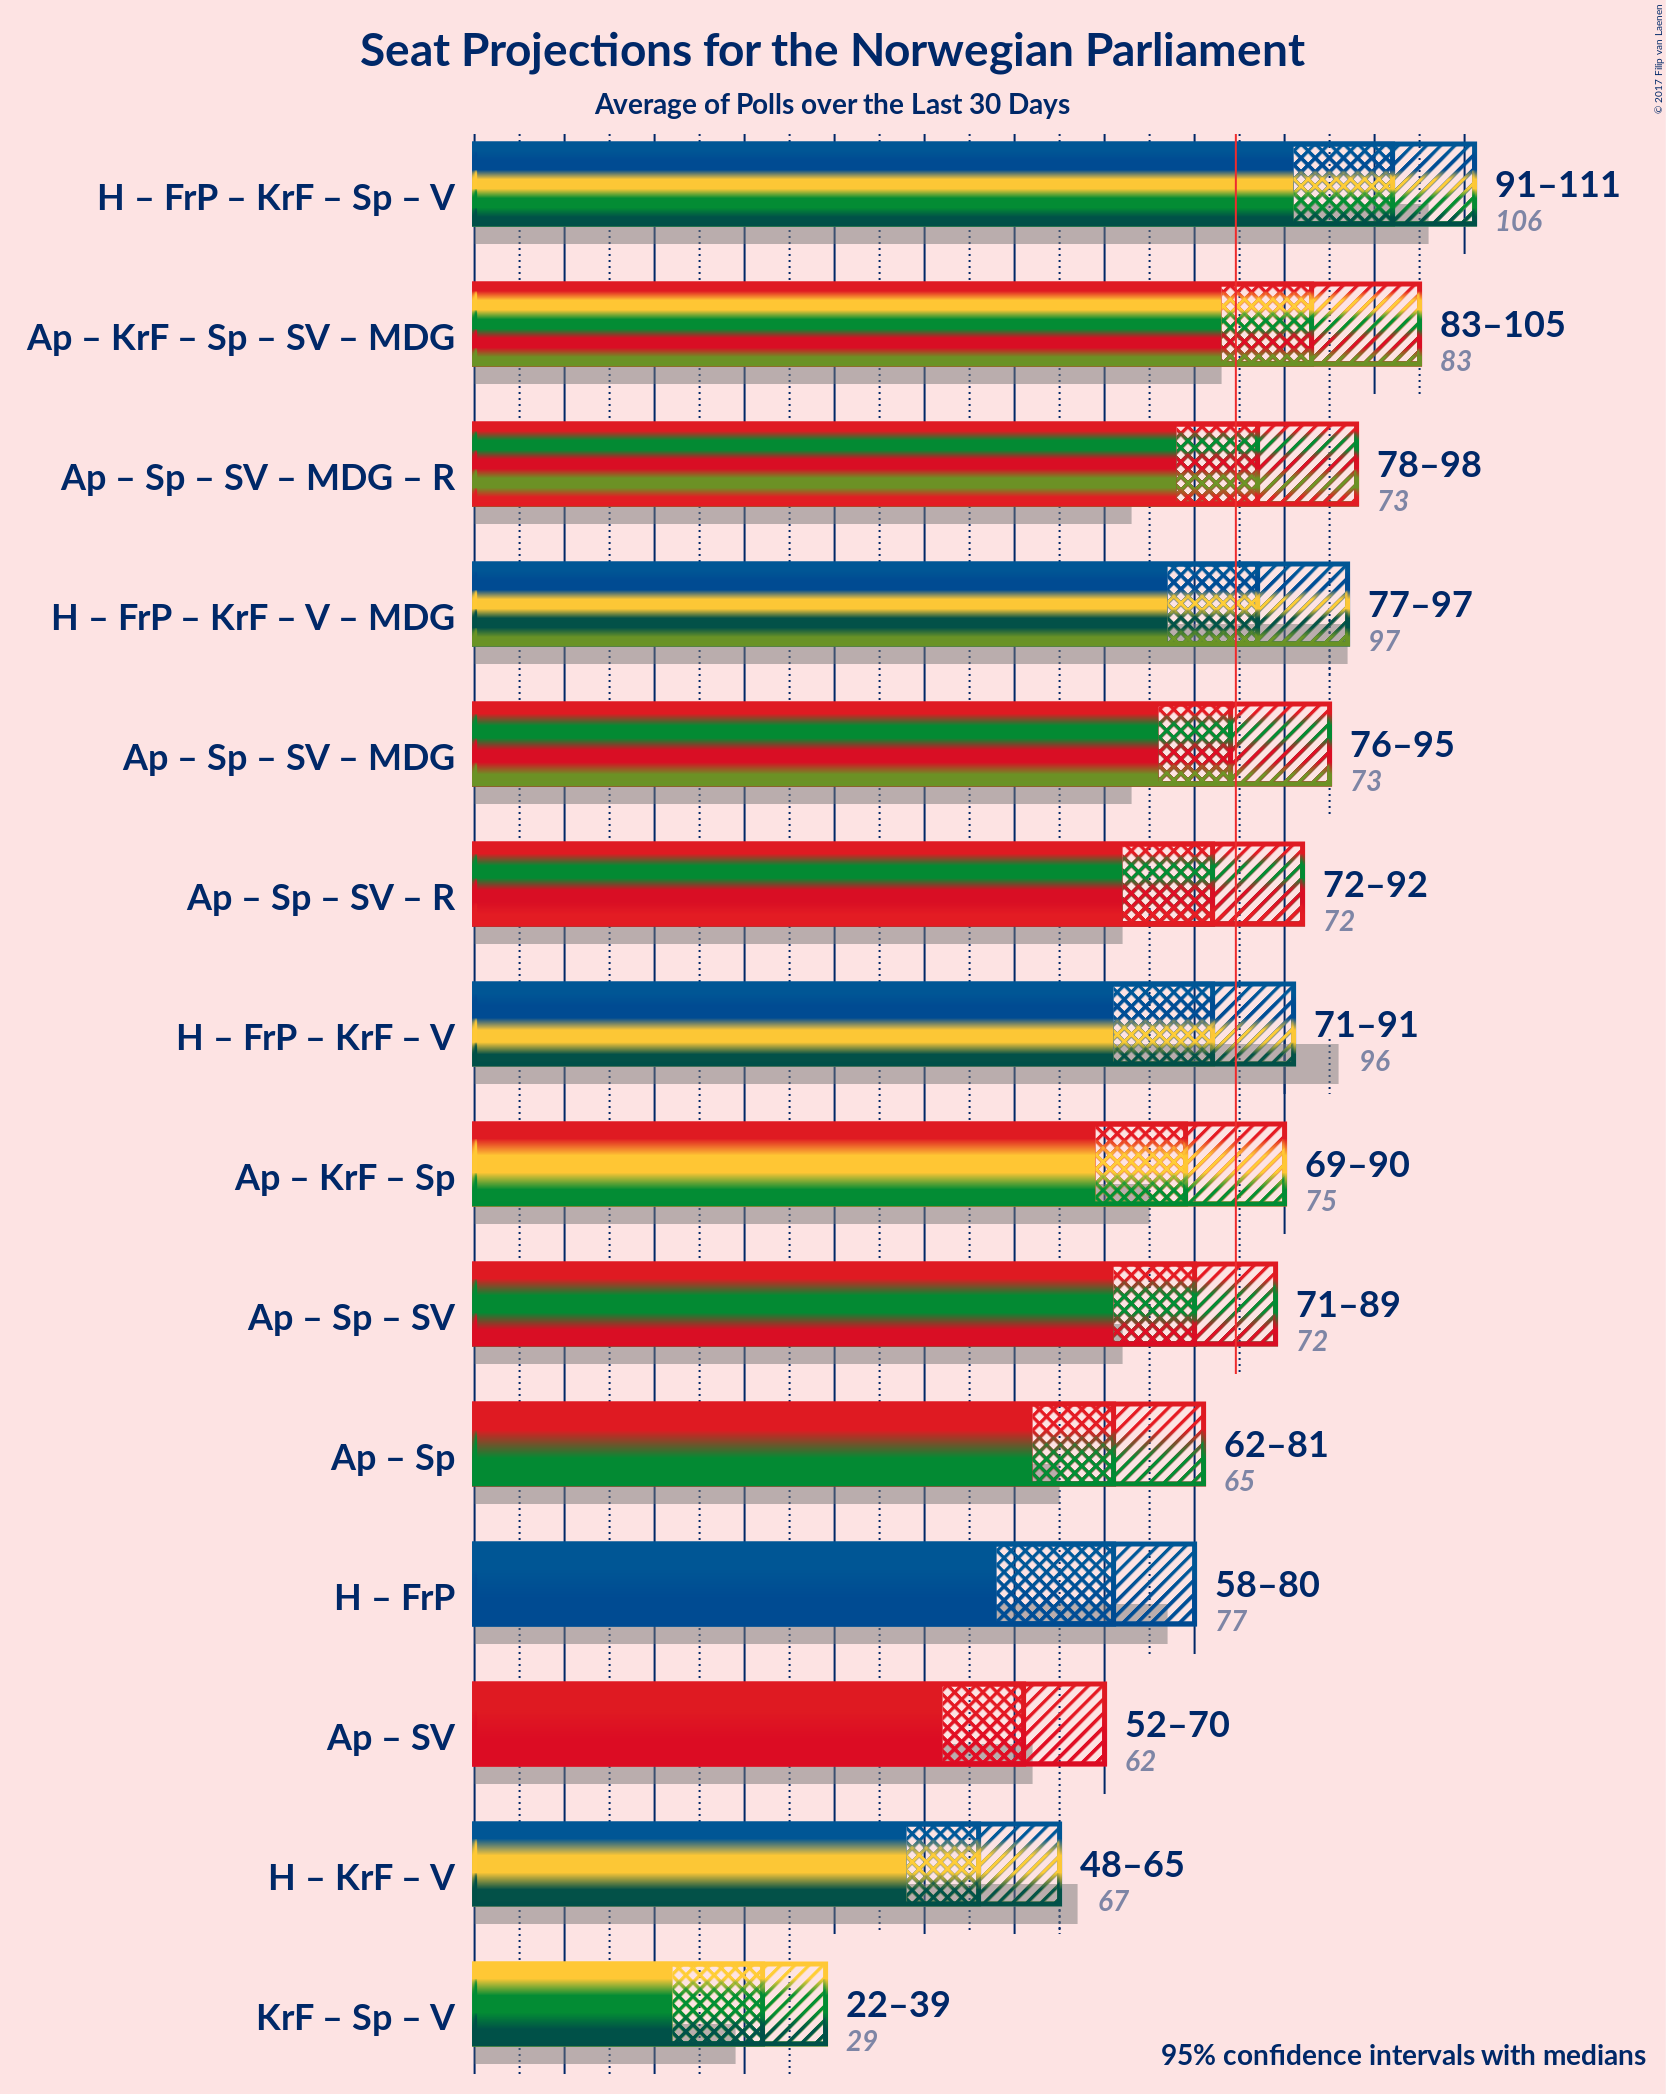 Seat Projections for the Norwegian Parliament
Average of Polls over the Last 30 Days
© 2017 Filip van Laenen
H – FrP – KrF – Sp – V
91–111
106
Ap – KrF – Sp – SV – MDG
83–105
83
Ap – Sp – SV – MDG – R
78–98
73
H – FrP – KrF – V – MDG
77–97
97
Ap – Sp – SV – MDG
76–95
73
Ap – Sp – SV – R
72–92
72
H – FrP – KrF – V
71–91
96
Ap – KrF – Sp
69–90
75
Ap – Sp – SV
71–89
72
Ap – Sp
62–81
65
H – FrP
58–80
77
Ap – SV
52–70
62
H – KrF – V
48–65
67
KrF – Sp – V
22–39
29
95% confidence intervals with medians